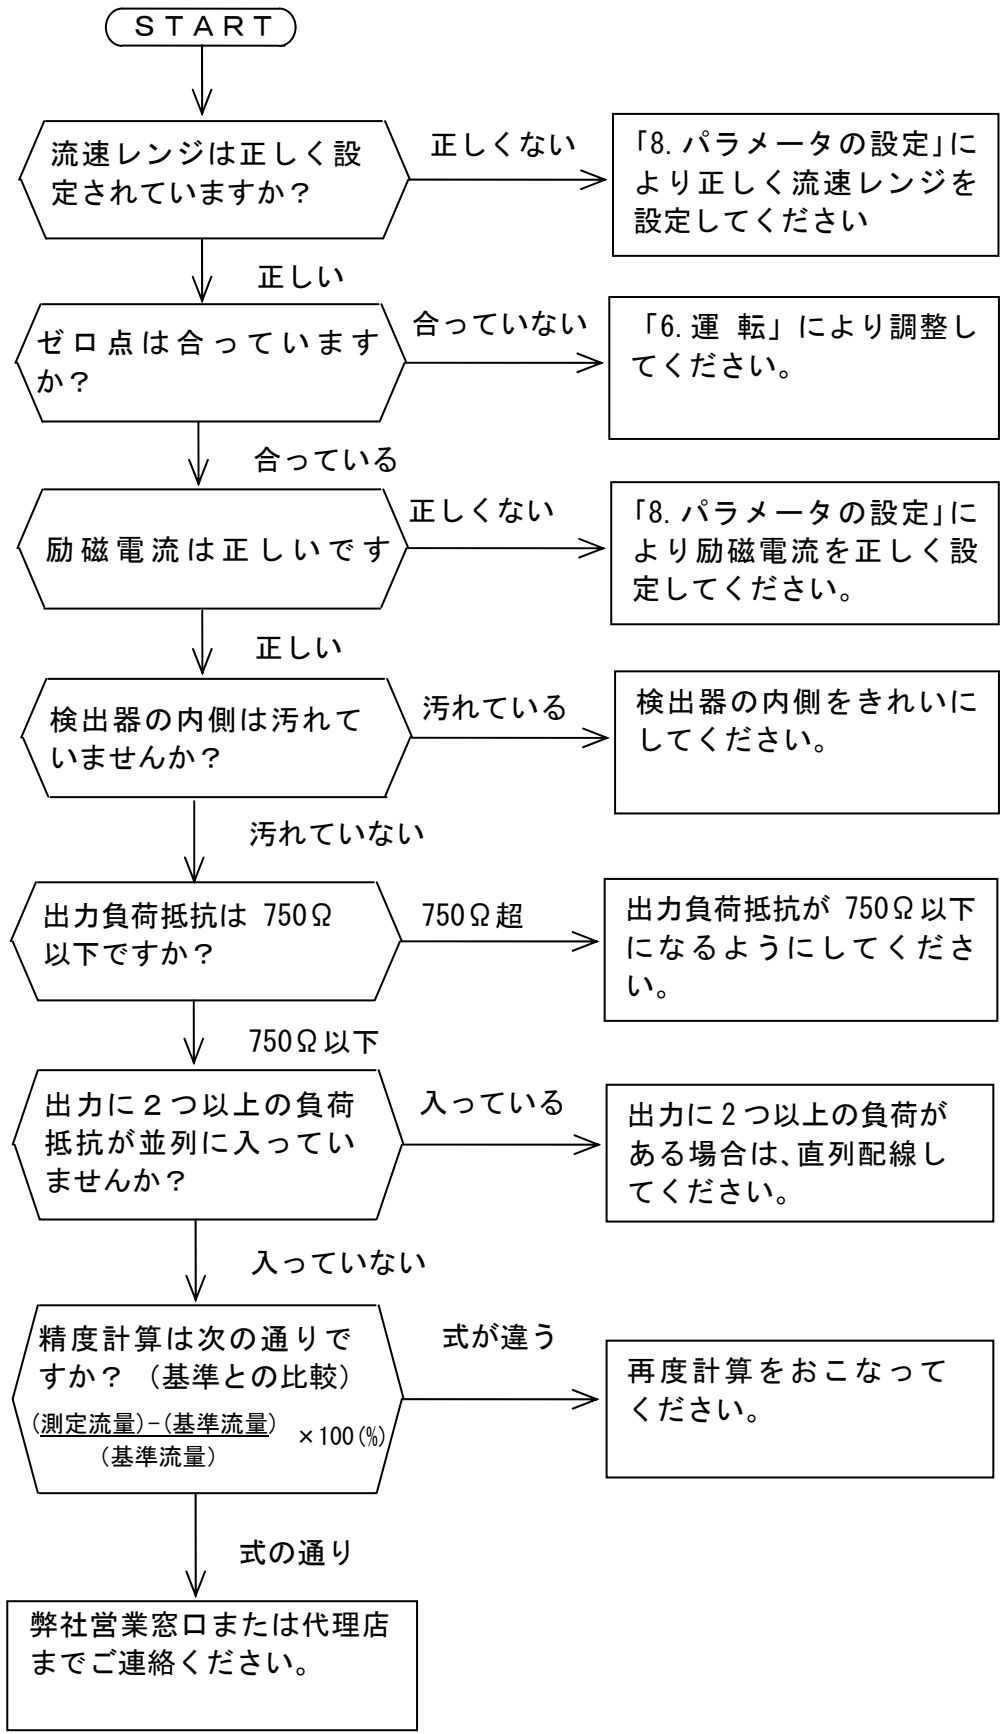 START
流速レンジは正しく設
定されていますか？
正しくない
「8. パラメータの設定」に
より正しく流速レンジを
設定してください
正しい
ゼロ点は合っています
か？
合っていない
「6. 運 転」により調整し
てください。
合っている
励磁電流は正しいです
正しくない
「8. パラメータの設定」に
より励磁電流を正しく設
定してください。
正しい
検出器の内側は汚れて
いませんか？
汚れている
検出器の内側をきれいに
してください。
汚れていない
出力負荷抵抗は 750Ω
以下ですか？
750Ω超
出力負荷抵抗が 750Ω以下
になるようにしてくださ
い。
750Ω以下
出力に２つ以上の負荷
抵抗が並列に入ってい
ませんか？
入っている
出力に2つ以上の負荷が
ある場合は、直列配線し
てください。
入っていない
精度計算は次の通りで
すか？（基準との比較）
(測定流量)-(基準流量)
×100(%)
(基準流量)
式が違う
再度計算をおこなって
ください。
式の通り
弊社営業窓口または代理店
までご連絡ください。